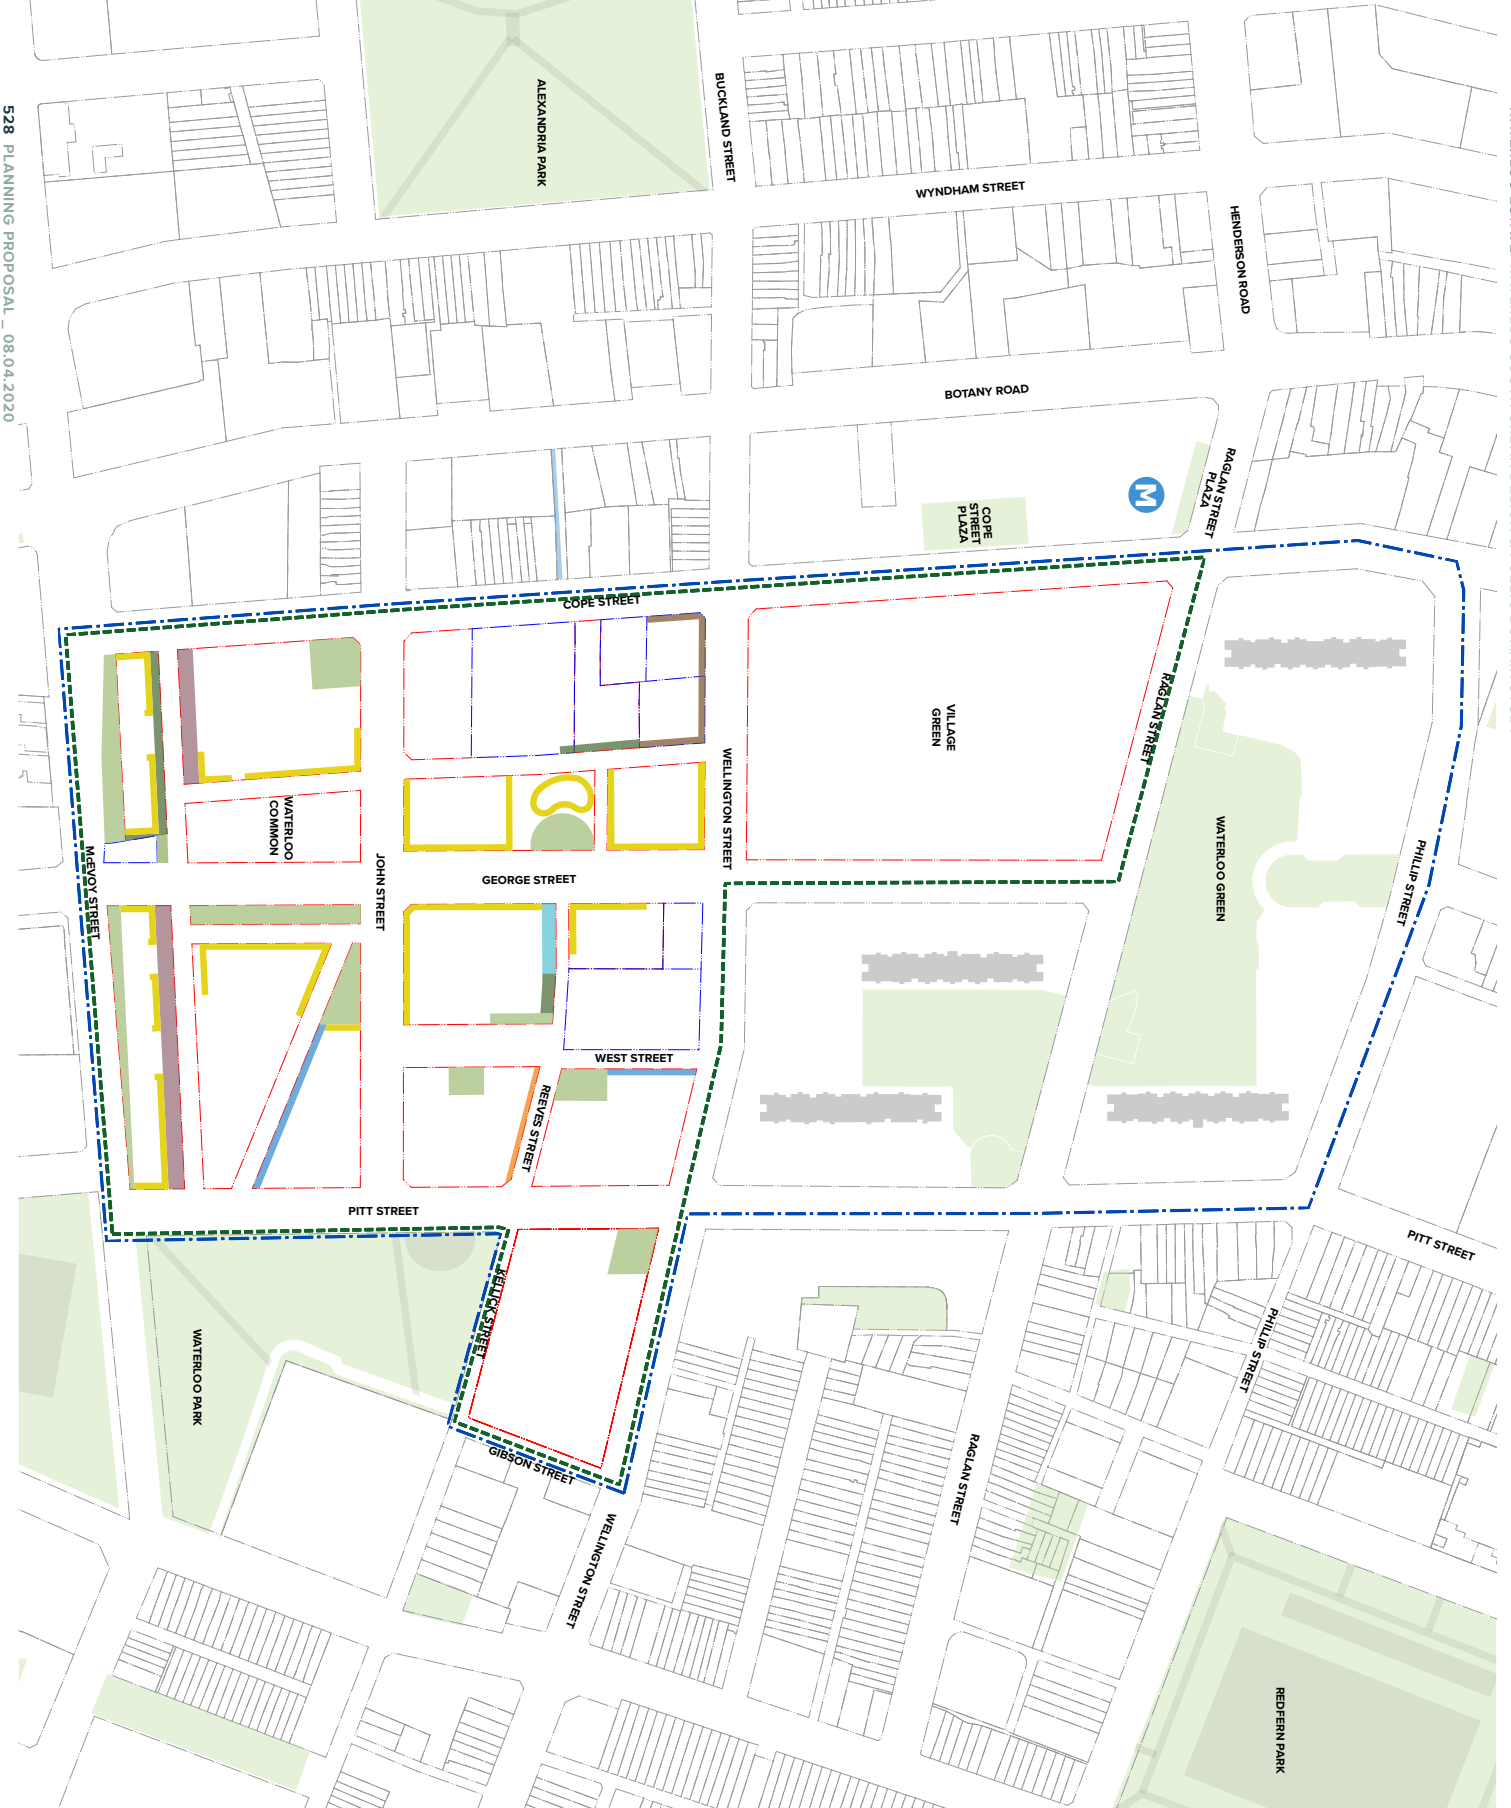 528 PLANNING PROPOSAL _ 08.04.2020
ALEXANDRIA PARK
BUCKLAND STREET
WYNDHAM STREET
HENDERSON ROAD
BOTANY ROAD
RAGLAN STREET
PLAZA
M
COPE
STREET
PLAZA
COPE STREET
VILLAGE
GREEN
RAGLAN STREET
WELLINGTON STREET
WATERLOO
COMMON
McEVOY STREET
JOHN STREET
GEORGE STREET
WATERLOO GREEN
PHILLIP STREET
WEST STREET
REEVES STREET
PITT STREET
PITT STREET
KELLICK STREET
WATERLOO PARK
PHILLIP STREET
GIBSON STREET
RAGLAN STREET
WELLINGTON STREET
REDFERN PARK